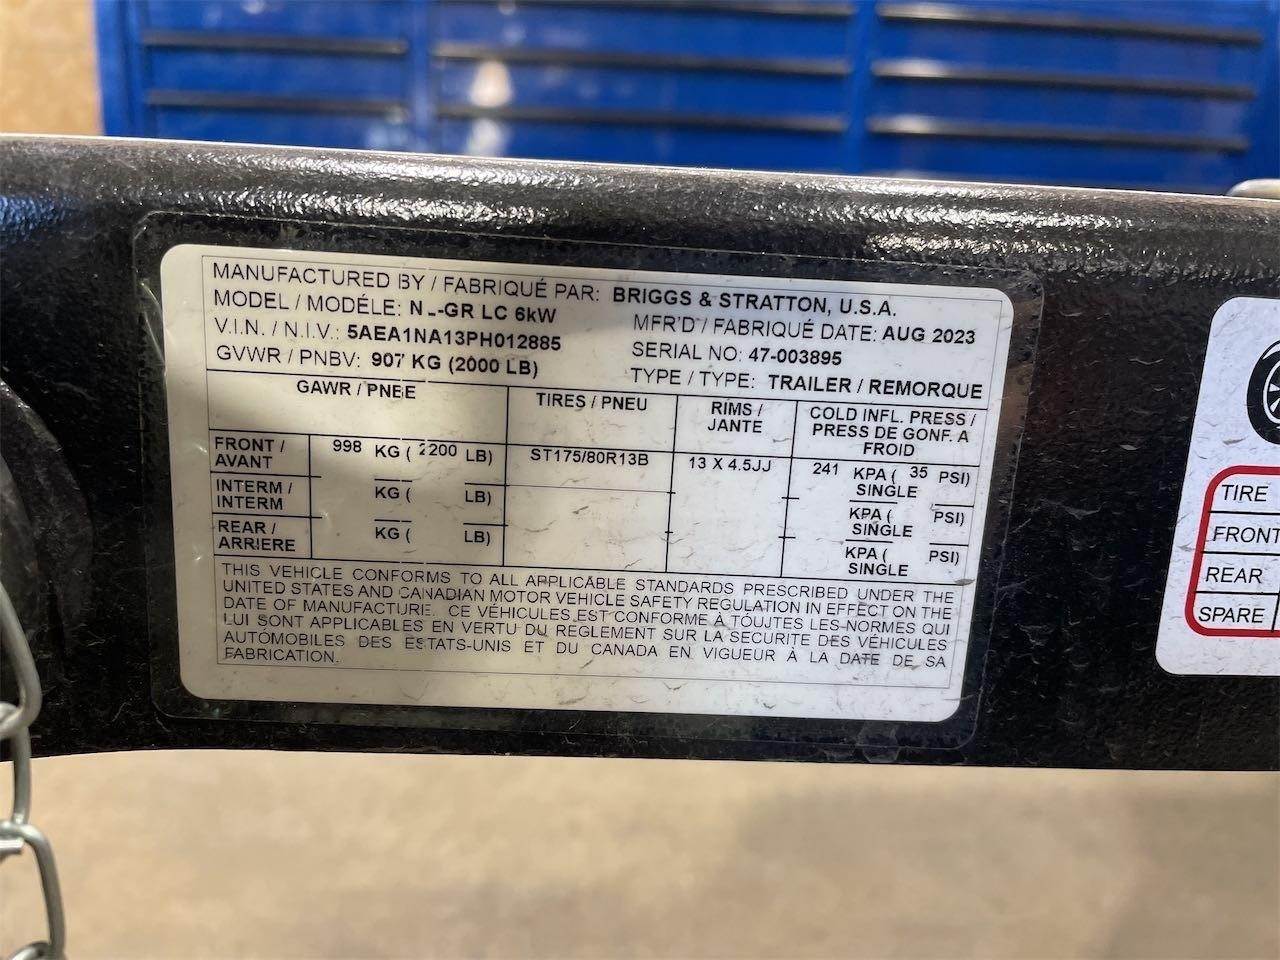 MANUFACTURED BY / FABRIQUÉ PAR: BRIGGS & STRATTON, U.S.A.
MODEL / MODÉLE: GR LC 6kW
MFR'D / FABRIQUÉ DATE: AUG 2023
V.I.N. / N.I.V.: 5AEA1NA13PH012885
SERIAL NO: 47-003895
GVWR / PNBV: 907 KG (2000 LB)
TYPE / TYPE: TRAILER / REMORQUE
GAWR / PNBE
TIRES / PNEU
RIMS /
JANTE
COLD INFL. PRESS /
PRESS DE GONF. A
FROID
FRONT /
AVANT
998 KG ( 2200 LB)
ST175/80R13B
13 X 4.5JJ
241 KPA ( 35 PSI)
SINGLE
INTERM /
INTERM
KG ( LB)
KPA ( PSI)
SINGLE
REAR /
ARRIERE
KG ( LB)
KPA ( PSI)
SINGLE
THIS VEHICLE CONFORMS TO ALL APPLICABLE STANDARDS PRESCRIBED UNDER THE
UNITED STATES AND CANADIAN MOTOR VEHICLE SAFETY REGULATION IN EFFECT ON THE
DATE OF MANUFACTURE. CE VÉHICULES EST CONFORME À TOUTES LES NORMES QUI
LUI SONT APPLICABLES EN VERTU DU REGLEMENT SUR LA SECURITE DES VÉHICULES
AUTOMOBILES DES ESTATS-UNIS ET DU CANADA EN VIGUEUR À LA DATE DE SA
FABRICATION.
TIRE
FRONT
REAR
SPARE